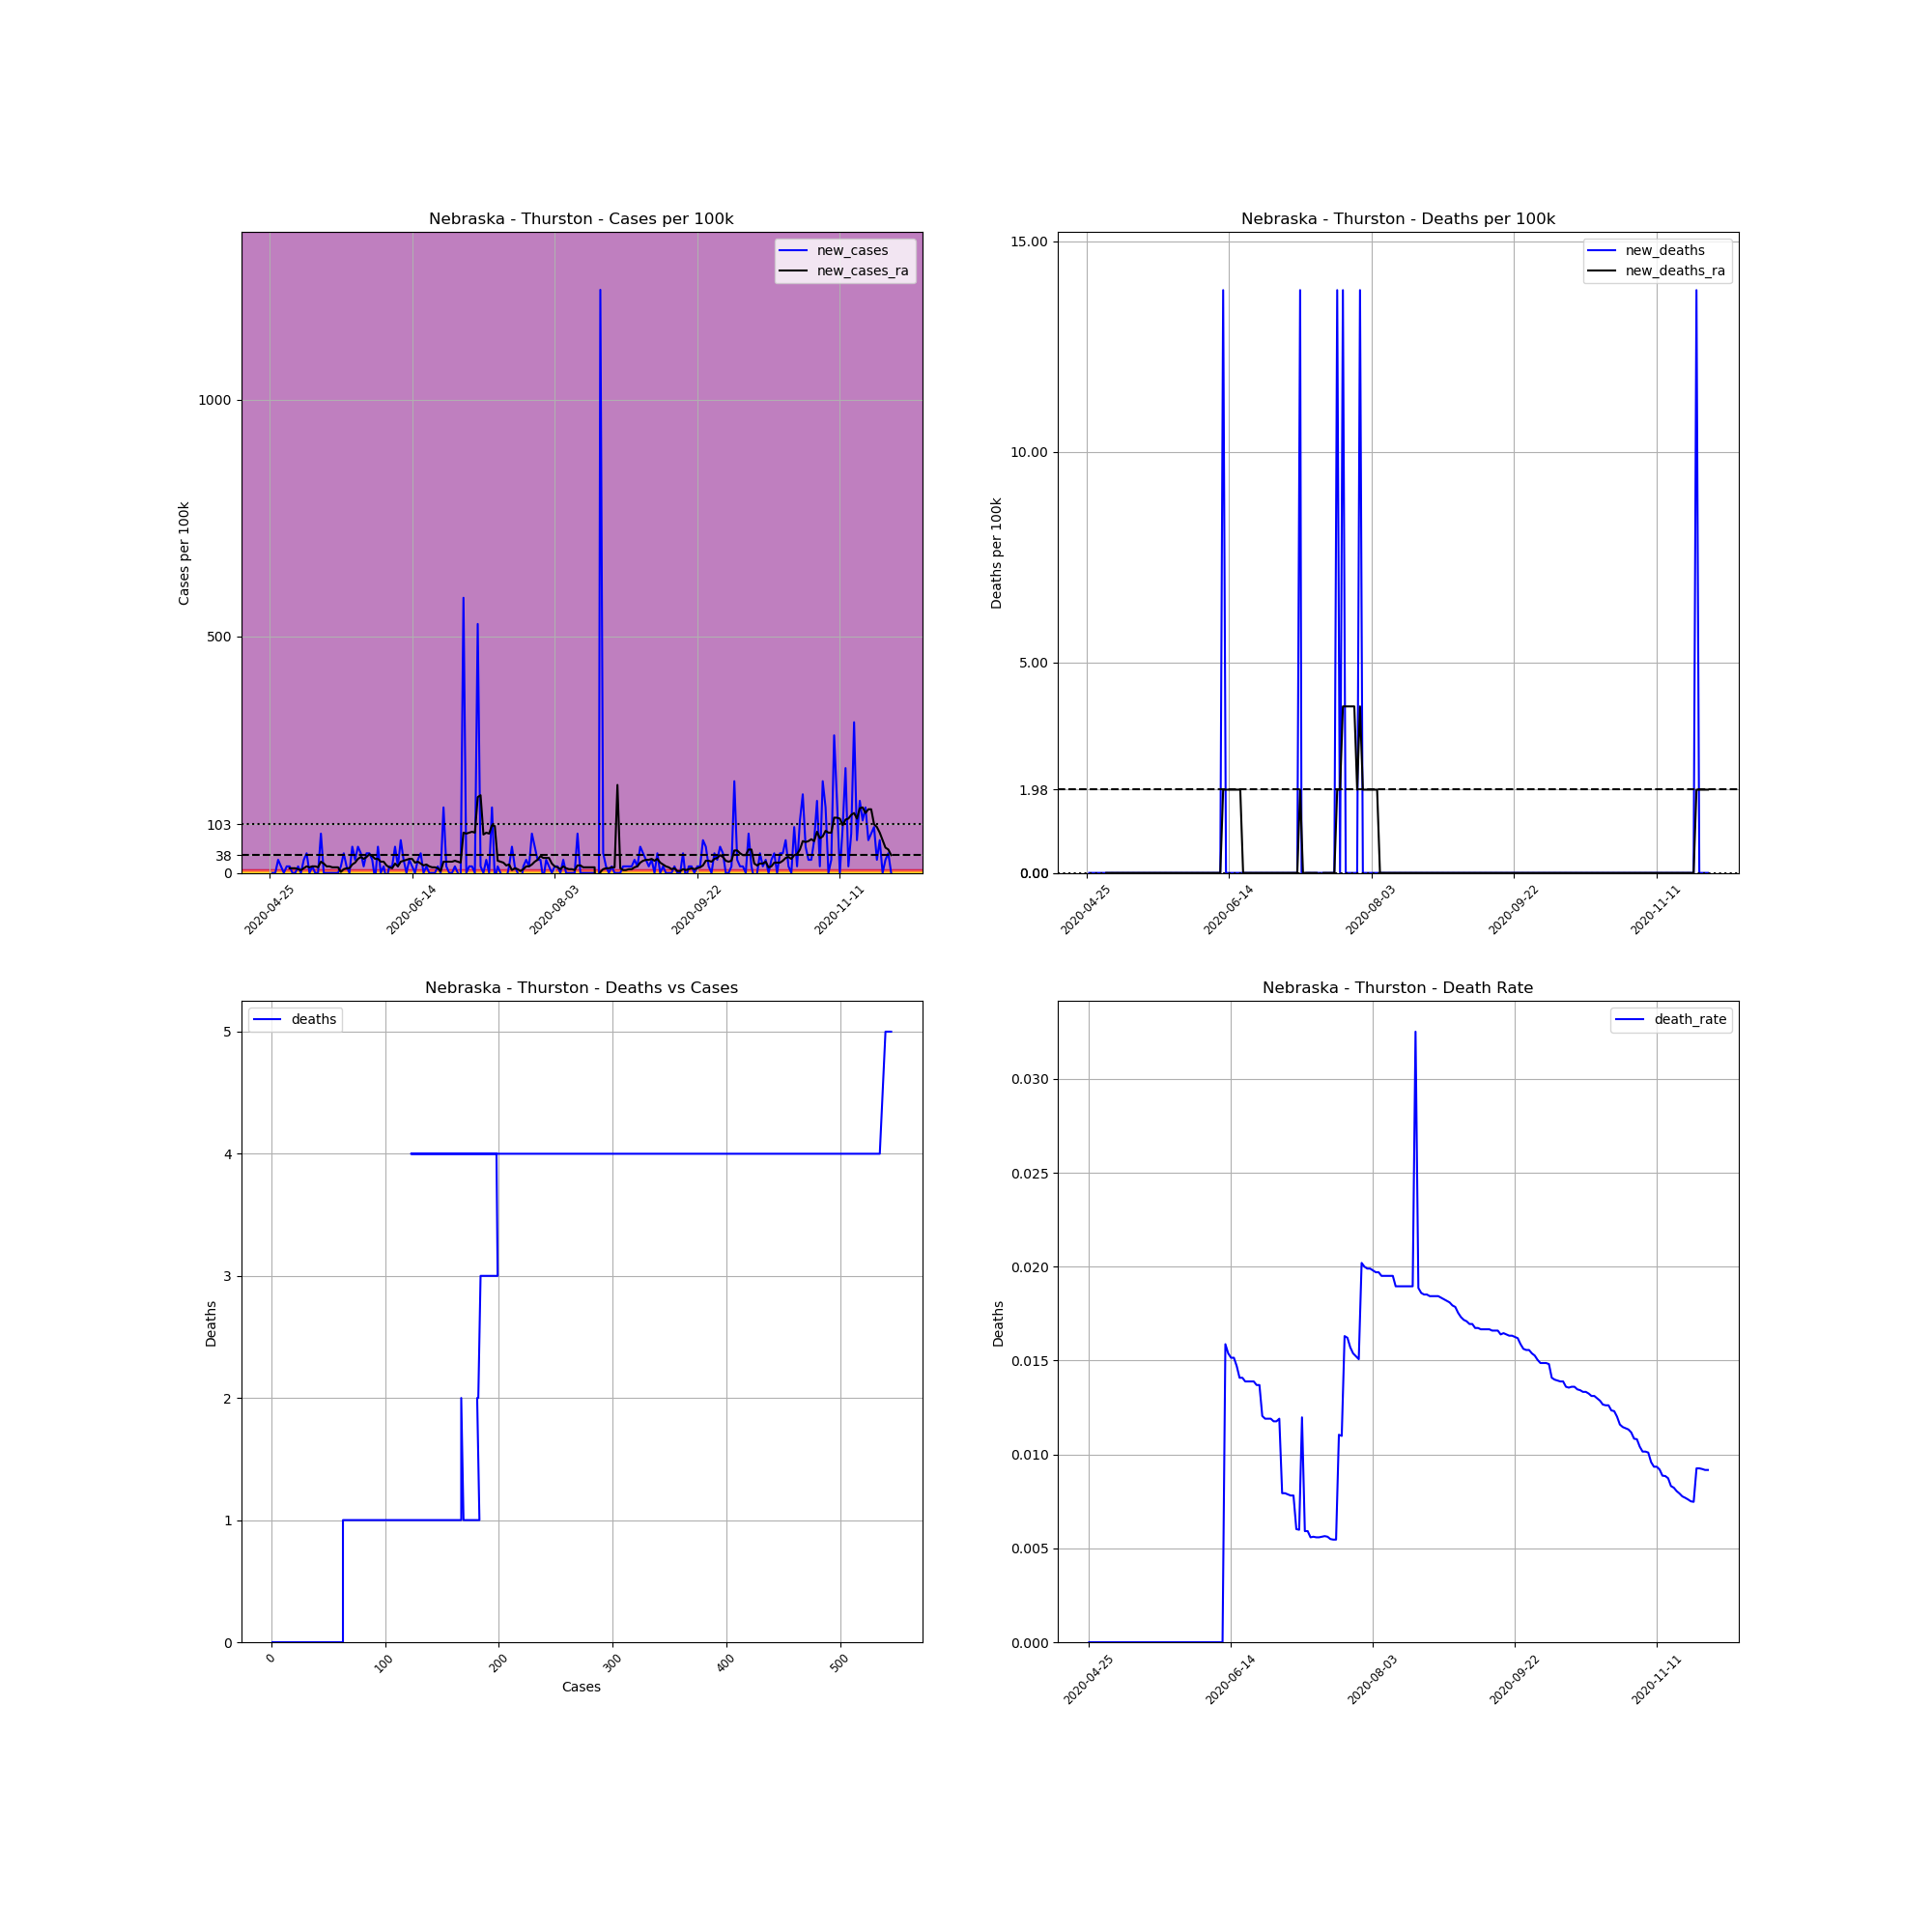 Nebraska - Thurston - Cases per 100k
new_cases
new_cases_ra
Cases per 100k
1000
500
103
38
0
2020-04-25
2020-06-14
2020-08-03
2020-09-22
2020-11-11
Nebraska - Thurston - Deaths per 100k
new_deaths
new_deaths_ra
Deaths per 100k
15.00
10.00
5.00
1.98
0.00
2020-04-25
2020-06-14
2020-08-03
2020-09-22
2020-11-11
Nebraska - Thurston - Deaths vs Cases
deaths
Deaths
5
4
3
2
1
0
0
100
200
300
400
500
Cases
Nebraska - Thurston - Death Rate
death_rate
Deaths
0.030
0.025
0.020
0.015
0.010
0.005
0.000
2020-04-25
2020-06-14
2020-08-03
2020-09-22
2020-11-11